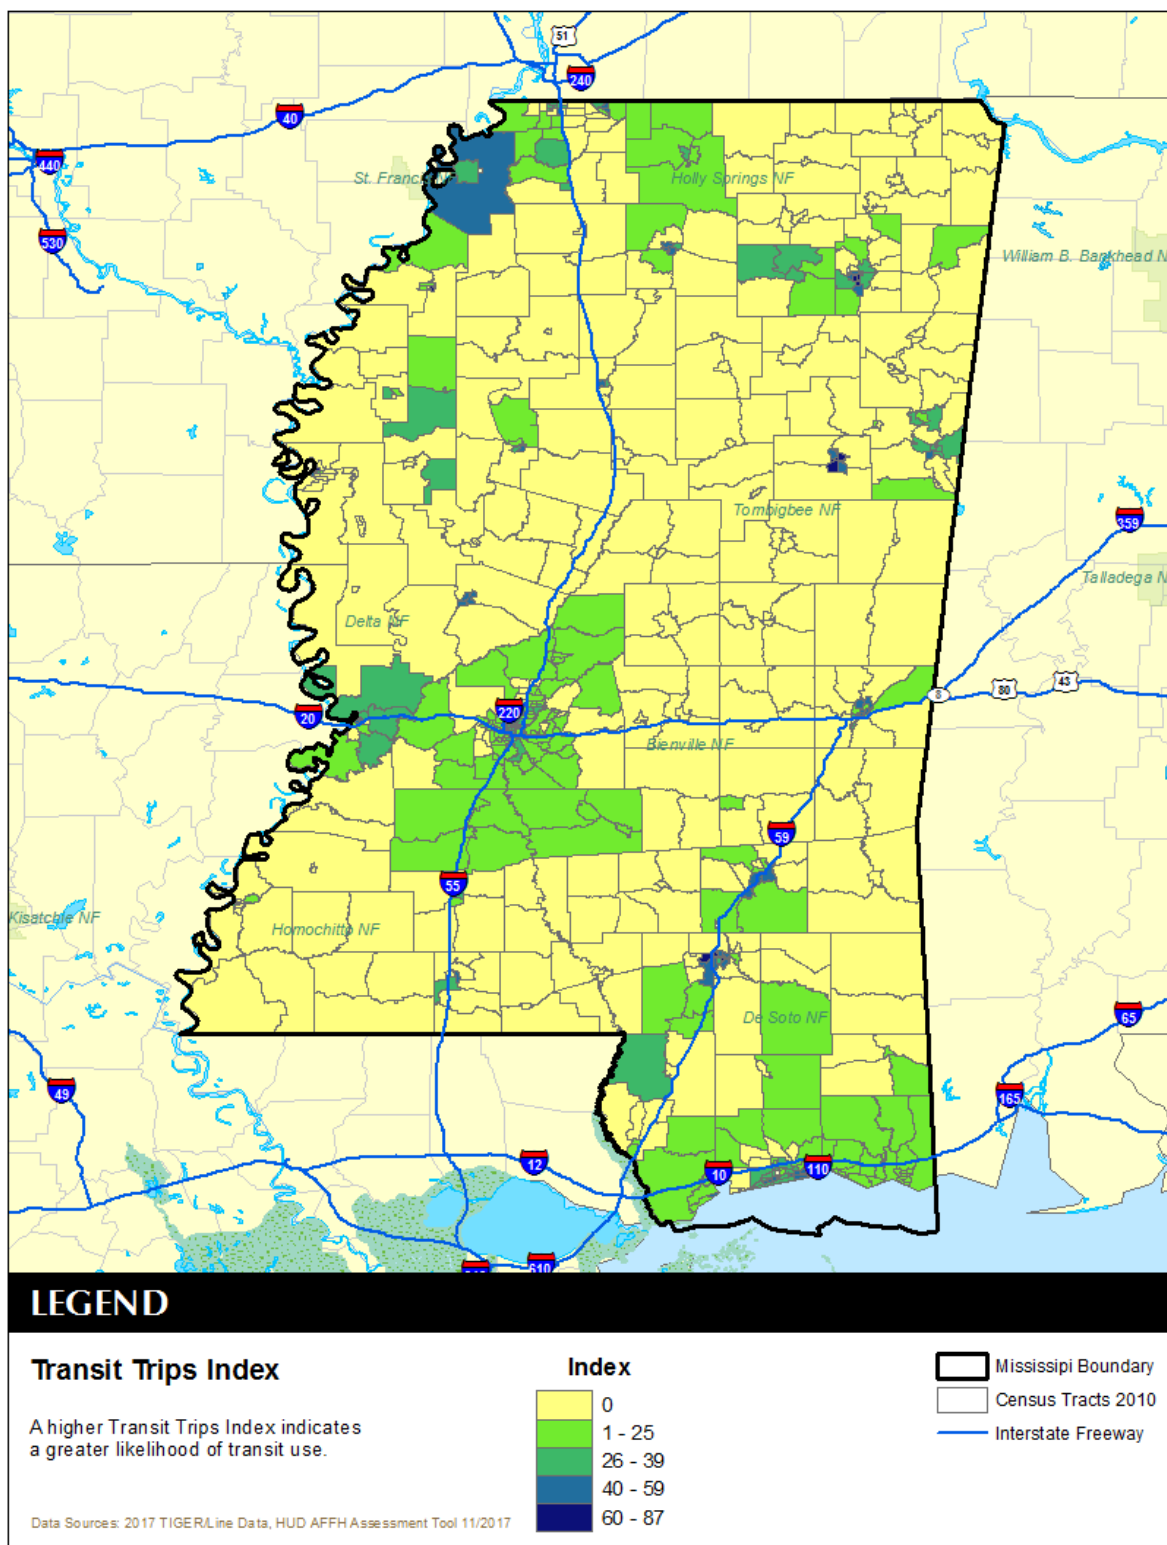 51
240
40
440
St. Franc
Holly Springs NF
530
William B. Bankhead N
Tombigbee NF
359
Talladega N
Delta NF
20
220
8
80
43
Bienville NF
59
55
Kisatchie NF
Homochitto NF
De Soto NF
65
49
165
12
10
110
610
LEGEND
Transit Trips Index
A higher Transit Trips Index indicates
a greater likelihood of transit use.
Data Sources: 2017 TIGER/Line Data, HUD AFFH Assessment Tool 11/2017
Index
0
1 - 25
26 - 39
40 - 59
60 - 87
Mississipi Boundary
Census Tracts 2010
Interstate Freeway